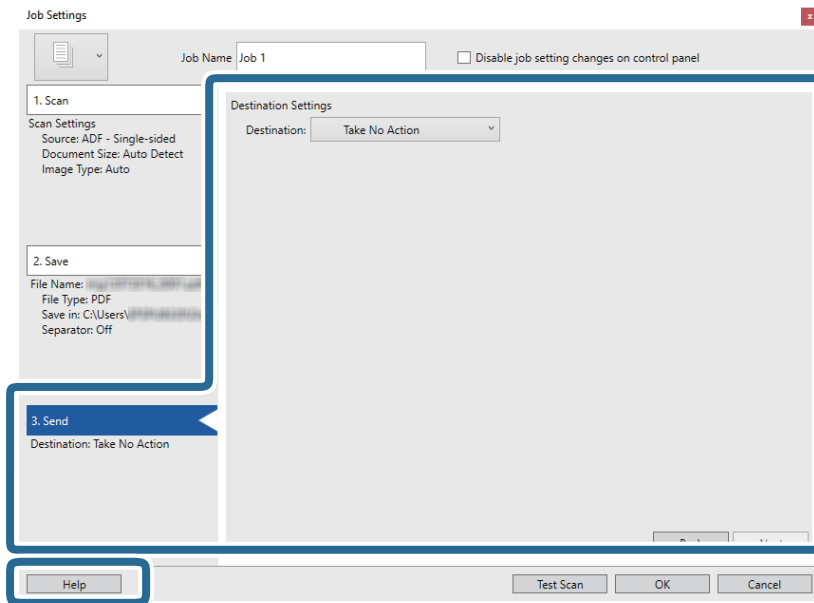 Job Settings
x
Job Name Job 1
Disable job setting changes on control panel
1. Scan
Scan Settings
Source: ADF - Single-sided
Document Size: Auto Detect
Image Type: Auto
Destination Settings
Destination: Take No Action
2. Save
File Name:
File Type: PDF
Save in: C:\Users\
Separator: Off
3. Send
Destination: Take No Action
Help
Test Scan
OK
Cancel